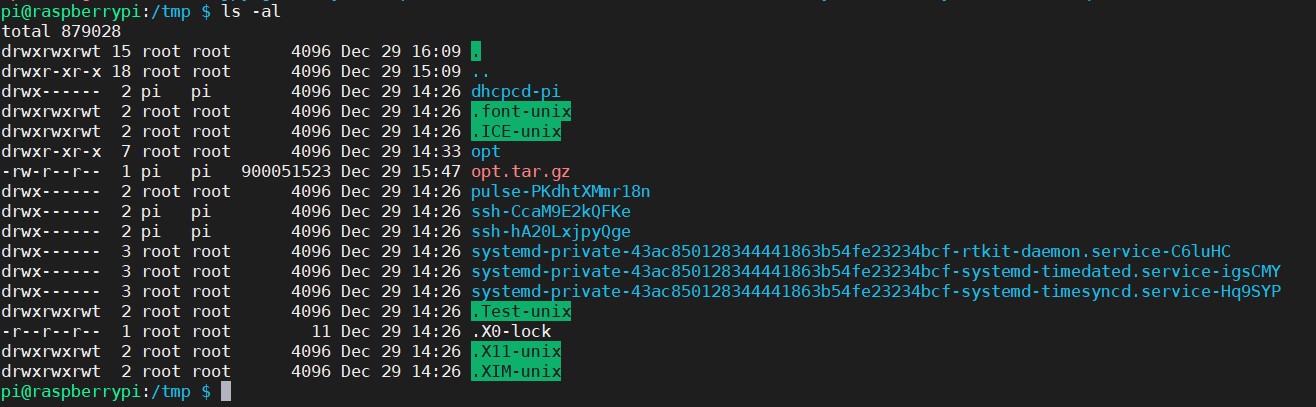 pi@raspberrypi:/tmp $ ls -al
total 879028
drwxrwxrwt 15 root root      4096 Dec 29 16:09 .
drwxr-xr-x 18 root root      4096 Dec 29 15:09 ..
drwx------  2 pi   pi        4096 Dec 29 14:26 dhcpcd-pi
drwxrwxrwt  2 root root      4096 Dec 29 14:26 .font-unix
drwxrwxrwt  2 root root      4096 Dec 29 14:26 .ICE-unix
drwxr-xr-x  7 root root      4096 Dec 29 14:33 opt
-rw-r--r--  1 pi   pi   900051523 Dec 29 15:47 opt.tar.gz
drwx------  2 root root      4096 Dec 29 14:26 pulse-PKdhtXMmr18n
drwx------  2 pi   pi        4096 Dec 29 14:26 ssh-CcaM9E2kQFKe
drwx------  2 pi   pi        4096 Dec 29 14:26 ssh-hA20LxjpyQge
drwx------  3 root root      4096 Dec 29 14:26 systemd-private-43ac850128344441863b54fe23234bcf-rtkit-daemon.service-C6luHC
drwx------  3 root root      4096 Dec 29 14:26 systemd-private-43ac850128344441863b54fe23234bcf-systemd-timedated.service-igsCMY
drwx------  3 root root      4096 Dec 29 14:26 systemd-private-43ac850128344441863b54fe23234bcf-systemd-timesyncd.service-Hq9SYP
drwxrwxrwt  2 root root      4096 Dec 29 14:26 .Test-unix
-r--r--r--  1 root root        11 Dec 29 14:26 .X0-lock
drwxrwxrwt  2 root root      4096 Dec 29 14:26 .X11-unix
drwxrwxrwt  2 root root      4096 Dec 29 14:26 .XIM-unix
pi@raspberrypi:/tmp $